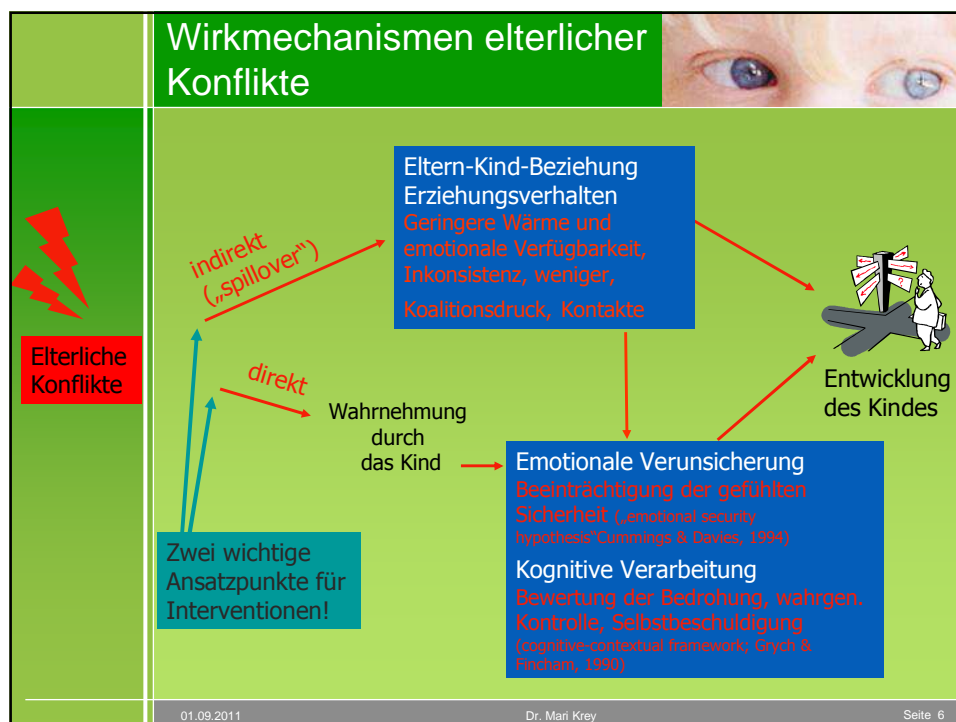 Wirkmechanismen elterlicher
Konflikte
Elterliche
Konflikte
indirekt
(„spillover“)
Eltern-Kind-Beziehung
Erziehungsverhalten
Geringere Wärme und
emotionale Verfügbarkeit,
Inkonsistenz, weniger,
Koalitionsdruck, Kontakte
direkt
Wahrnehmung
durch
das Kind
Emotionale Verunsicherung
Beeinträchtigung der gefühlten
Sicherheit („emotional security
hypothesis“Cummings & Davies, 1994)
Kognitive Verarbeitung
Bewertung der Bedrohung, wahrgen.
Kontrolle, Selbstbeschuldigung
(cognitive-contextual framework; Grych &
Fincham, 1990)
?
Entwicklung
des Kindes
Zwei wichtige
Ansatzpunkte für
Interventionen!
01.09.2011
Dr. Mari Krey
Seite 6